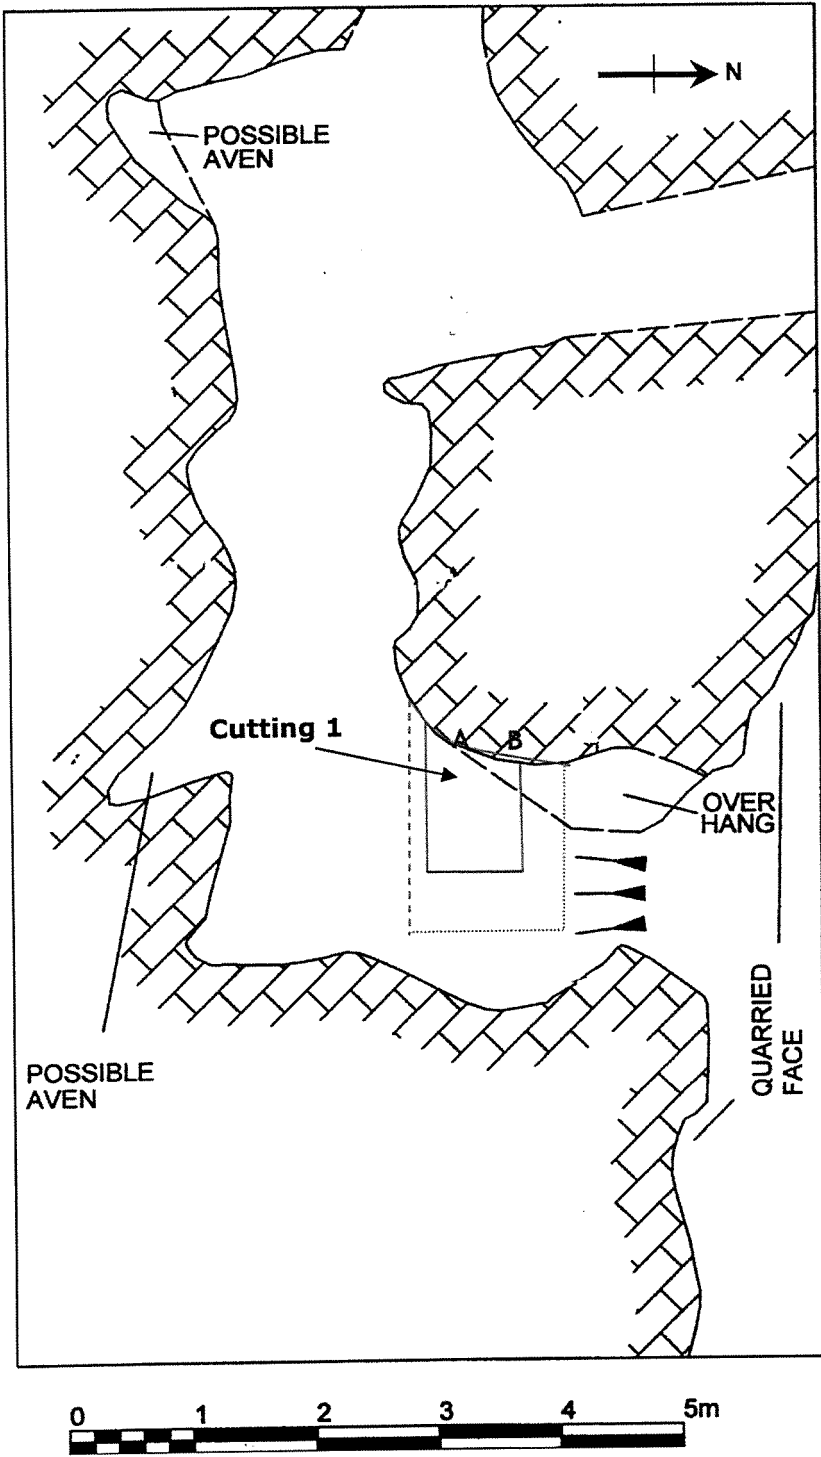 N
POSSIBLE
AVEN
Cutting 1
A
B
OVER
HANG
QUARRIED
FACE
POSSIBLE
AVEN
0 1 2 3 4 5m